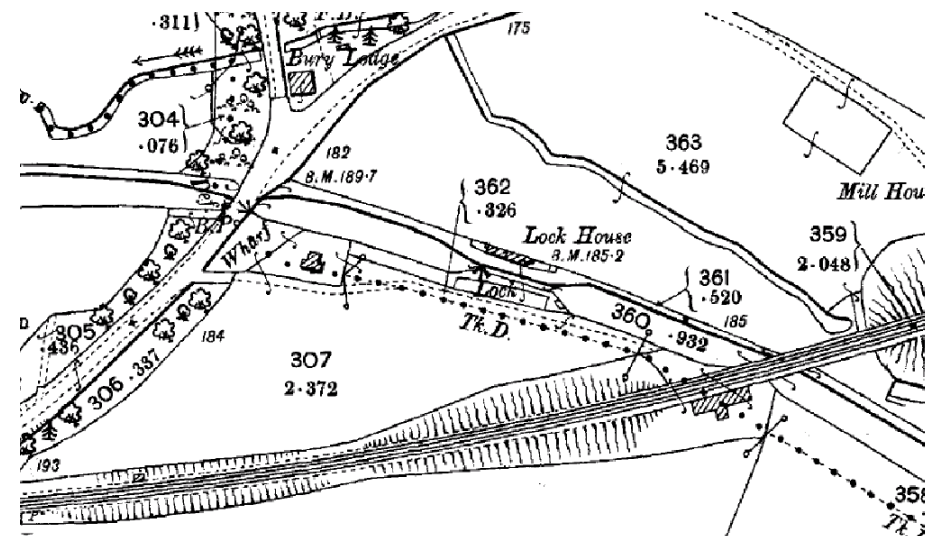 ·311
F.B.
175
Bury Lodge
304
·076
182
B.M.189·7
363
5·469
362
·326
Mill Hou
B.P.
Wharf
Lock House
B.M.185·2
359
2·048
361
·520
Lock
360
·932
185
Tk. D.
305
·436
184
306 ·337
307
2·372
193
358
Tk.